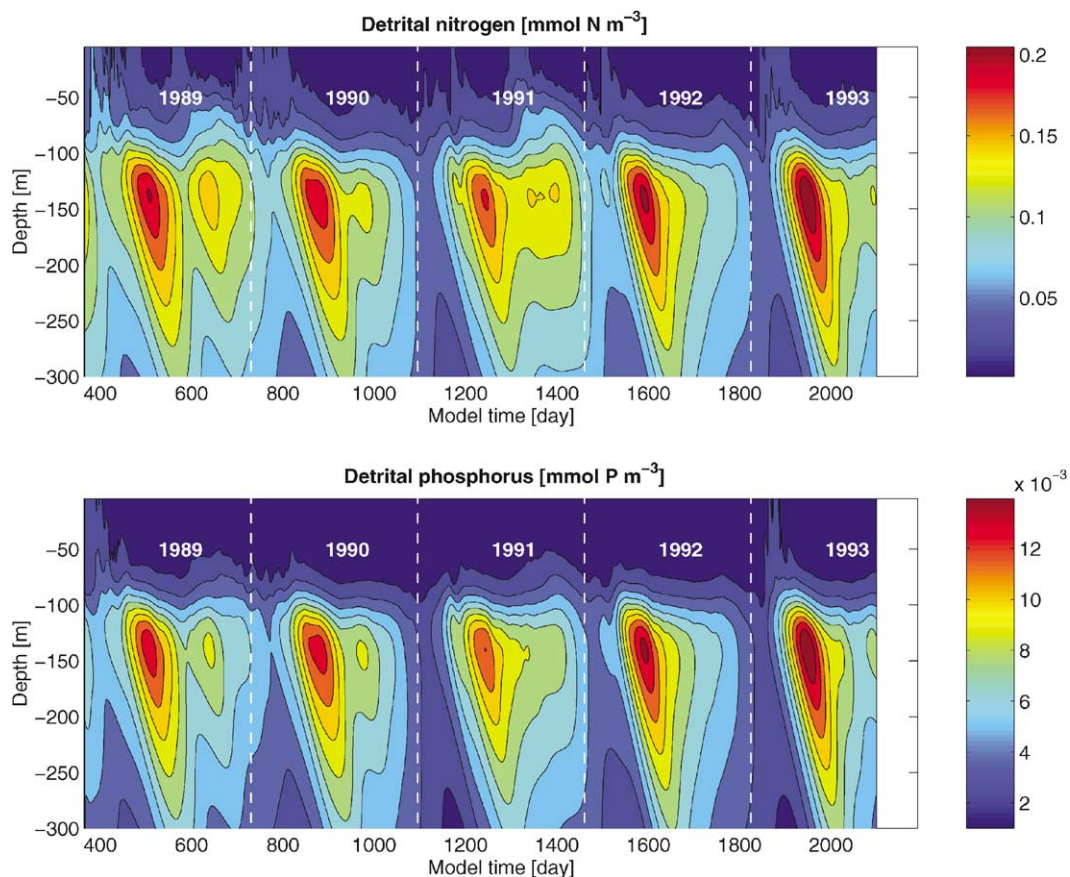 Detrital nitrogen [mmol N m⁻³]
0.2
0.15
0.1
0.05
−50
−100
−150
−200
−250
−300
Depth [m]
1989 1990 1991 1992 1993
400 600 800 1000 1200 1400 1600 1800 2000
Model time [day]
Detrital phosphorus [mmol P m⁻³]
x 10⁻³
12
10
8
6
4
2
−50
−100
−150
−200
−250
−300
Depth [m]
1989 1990 1991 1992 1993
400 600 800 1000 1200 1400 1600 1800 2000
Model time [day]